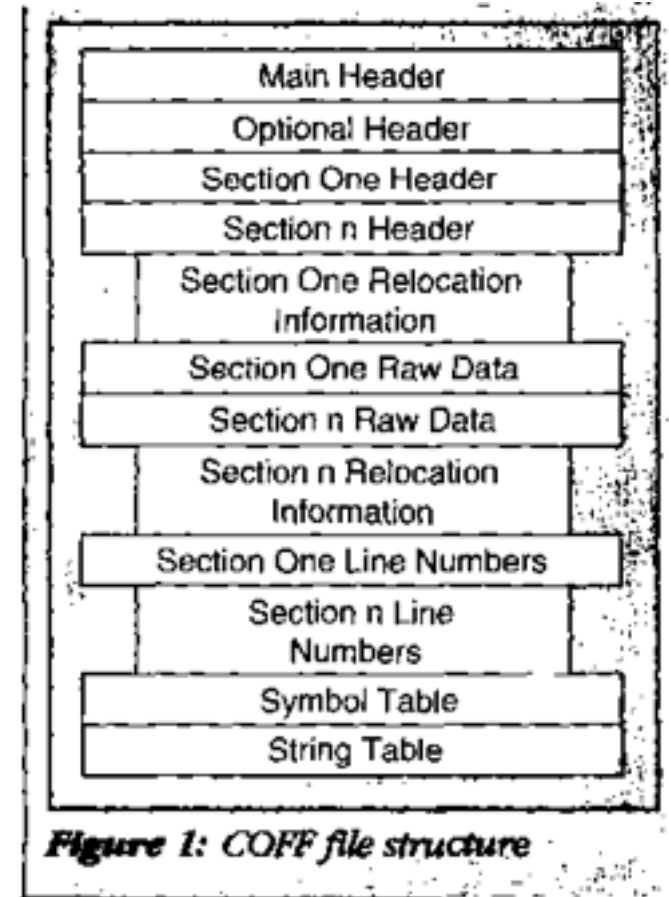 Main Header
Optional Header
Section One Header
Section n Header
Section One Relocation
Information
Section One Raw Data
Section n Raw Data
Section n Relocation
Information
Section One Line Numbers
Section n Line
Numbers
Symbol Table
String Table
Figure 1: COFF file structure